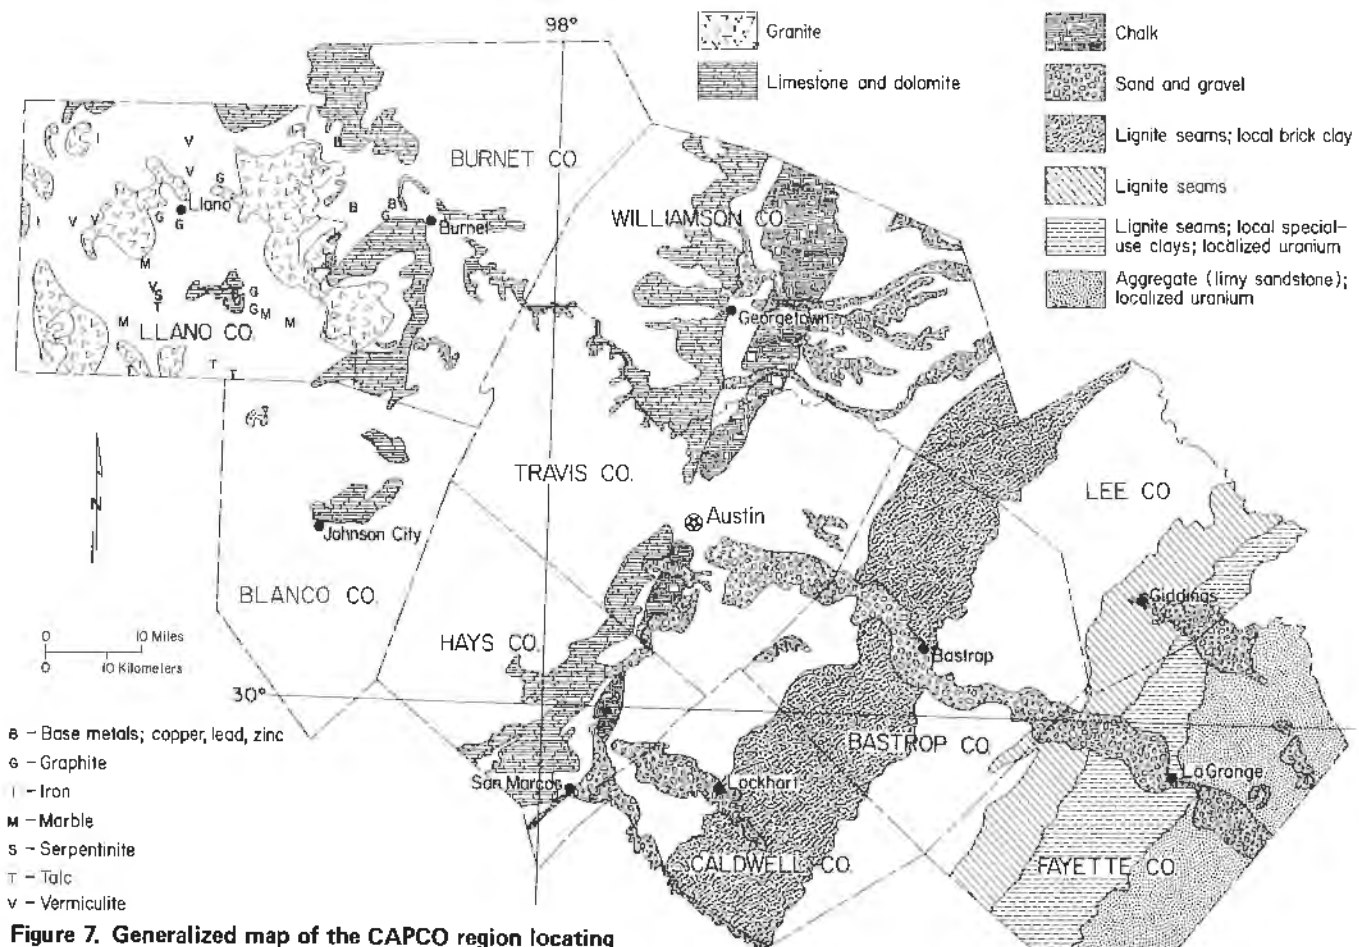 98°
Granite
Limestone and dolomite
Chalk
Sand and gravel
Lignite seams; local brick clay
Lignite seams
Lignite seams; local special-
use clays; localized uranium
Aggregate (limy sandstone);
localized uranium
BURNET CO.
WILLIAMSON CO.
Llano
Burnet
Georgetown
LLANO CO.
V
V
G
V V
G
G
B
B
B
G
M
V
S
T
G
G
M
M
M
T
T
I
I
I
N
TRAVIS CO.
LEE CO.
Austin
Johnson City
BLANCO CO.
HAYS CO.
Giddings
Bastrop
0 10 Miles
0 10 Kilometers
30°
BASTROP CO.
San Marcos
Lockhart
LaGrange
CALDWELL CO.
FAYETTE CO.
B – Base metals; copper, lead, zinc
G – Graphite
I – Iron
M – Marble
S – Serpentinite
T – Talc
V – Vermiculite
Figure 7. Generalized map of the CAPCO region locating